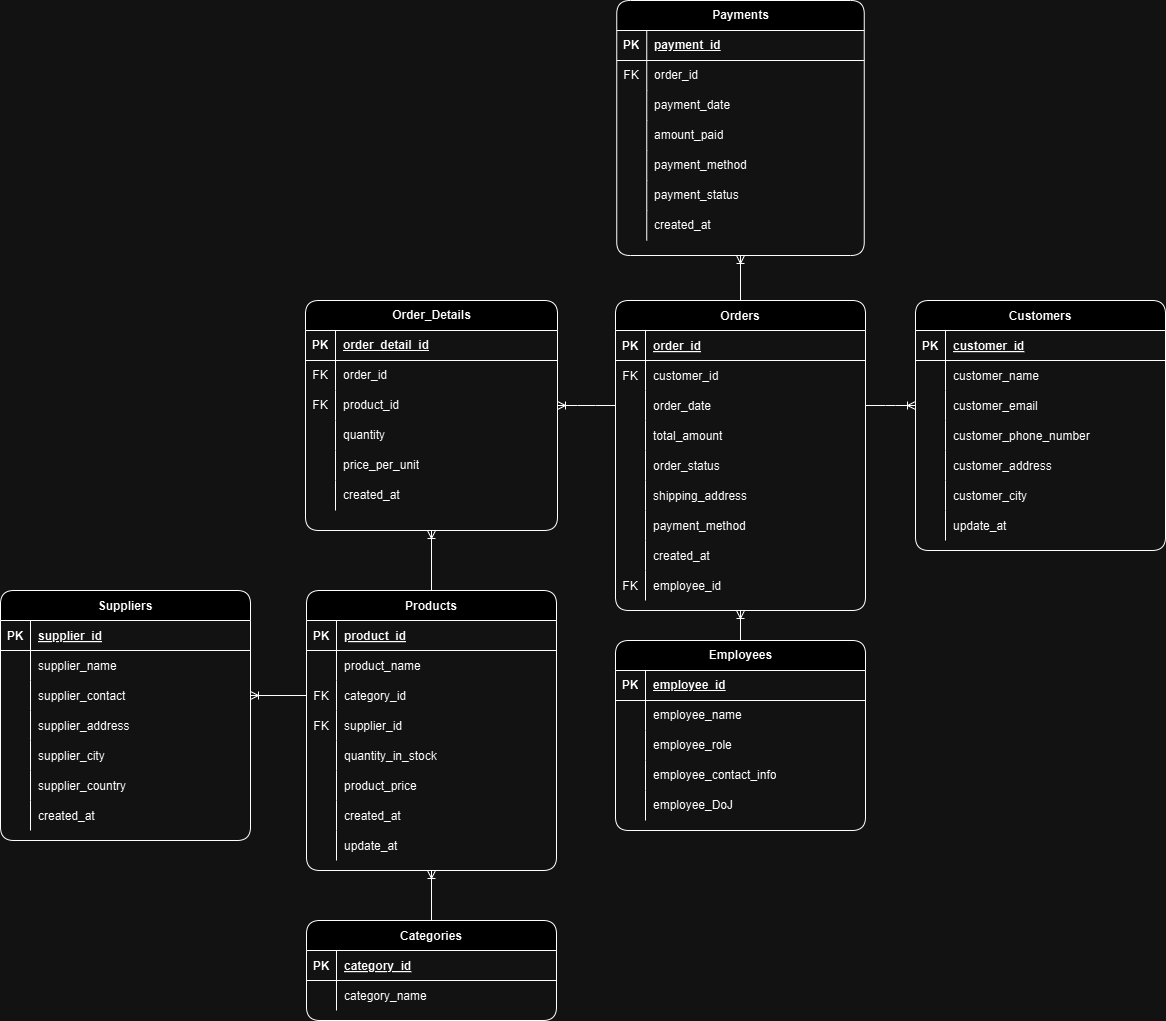 Payments
PK payment_id
FK order_id
payment_date
amount_paid
payment_method
payment_status
created_at
Order_Details
PK order_detail_id
FK order_id
FK product_id
quantity
price_per_unit
created_at
Orders
PK order_id
FK customer_id
order_date
total_amount
order_status
shipping_address
payment_method
created_at
FK employee_id
Customers
PK customer_id
customer_name
customer_email
customer_phone_number
customer_address
customer_city
update_at
Suppliers
PK supplier_id
supplier_name
supplier_contact
supplier_address
supplier_city
supplier_country
created_at
Products
PK product_id
product_name
FK category_id
FK supplier_id
quantity_in_stock
product_price
created_at
update_at
Employees
PK employee_id
employee_name
employee_role
employee_contact_info
employee_DoJ
Categories
PK category_id
category_name